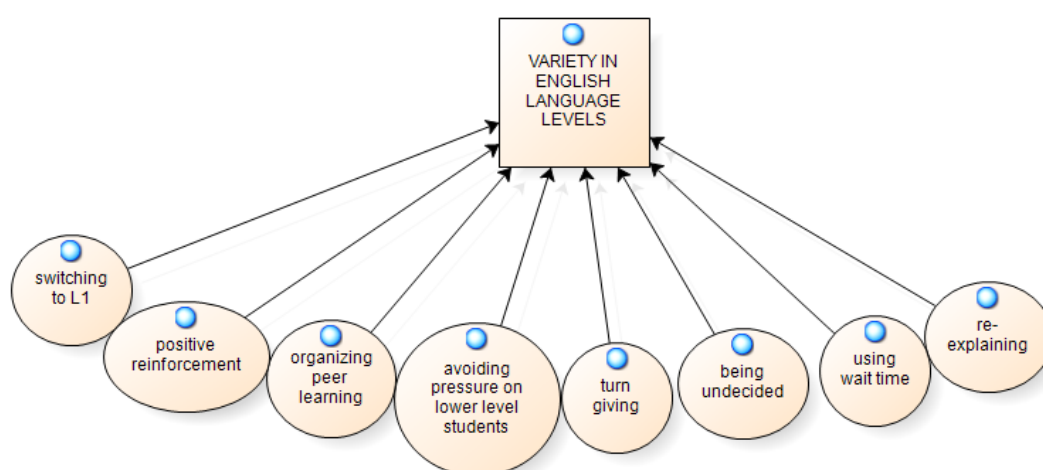 VARIETY IN
ENGLISH
LANGUAGE
LEVELS
switching
to L1
positive
reinforcement
organizing
peer
learning
avoiding
pressure on
lower level
students
turn
giving
being
undecided
using
wait time
re-
explaining